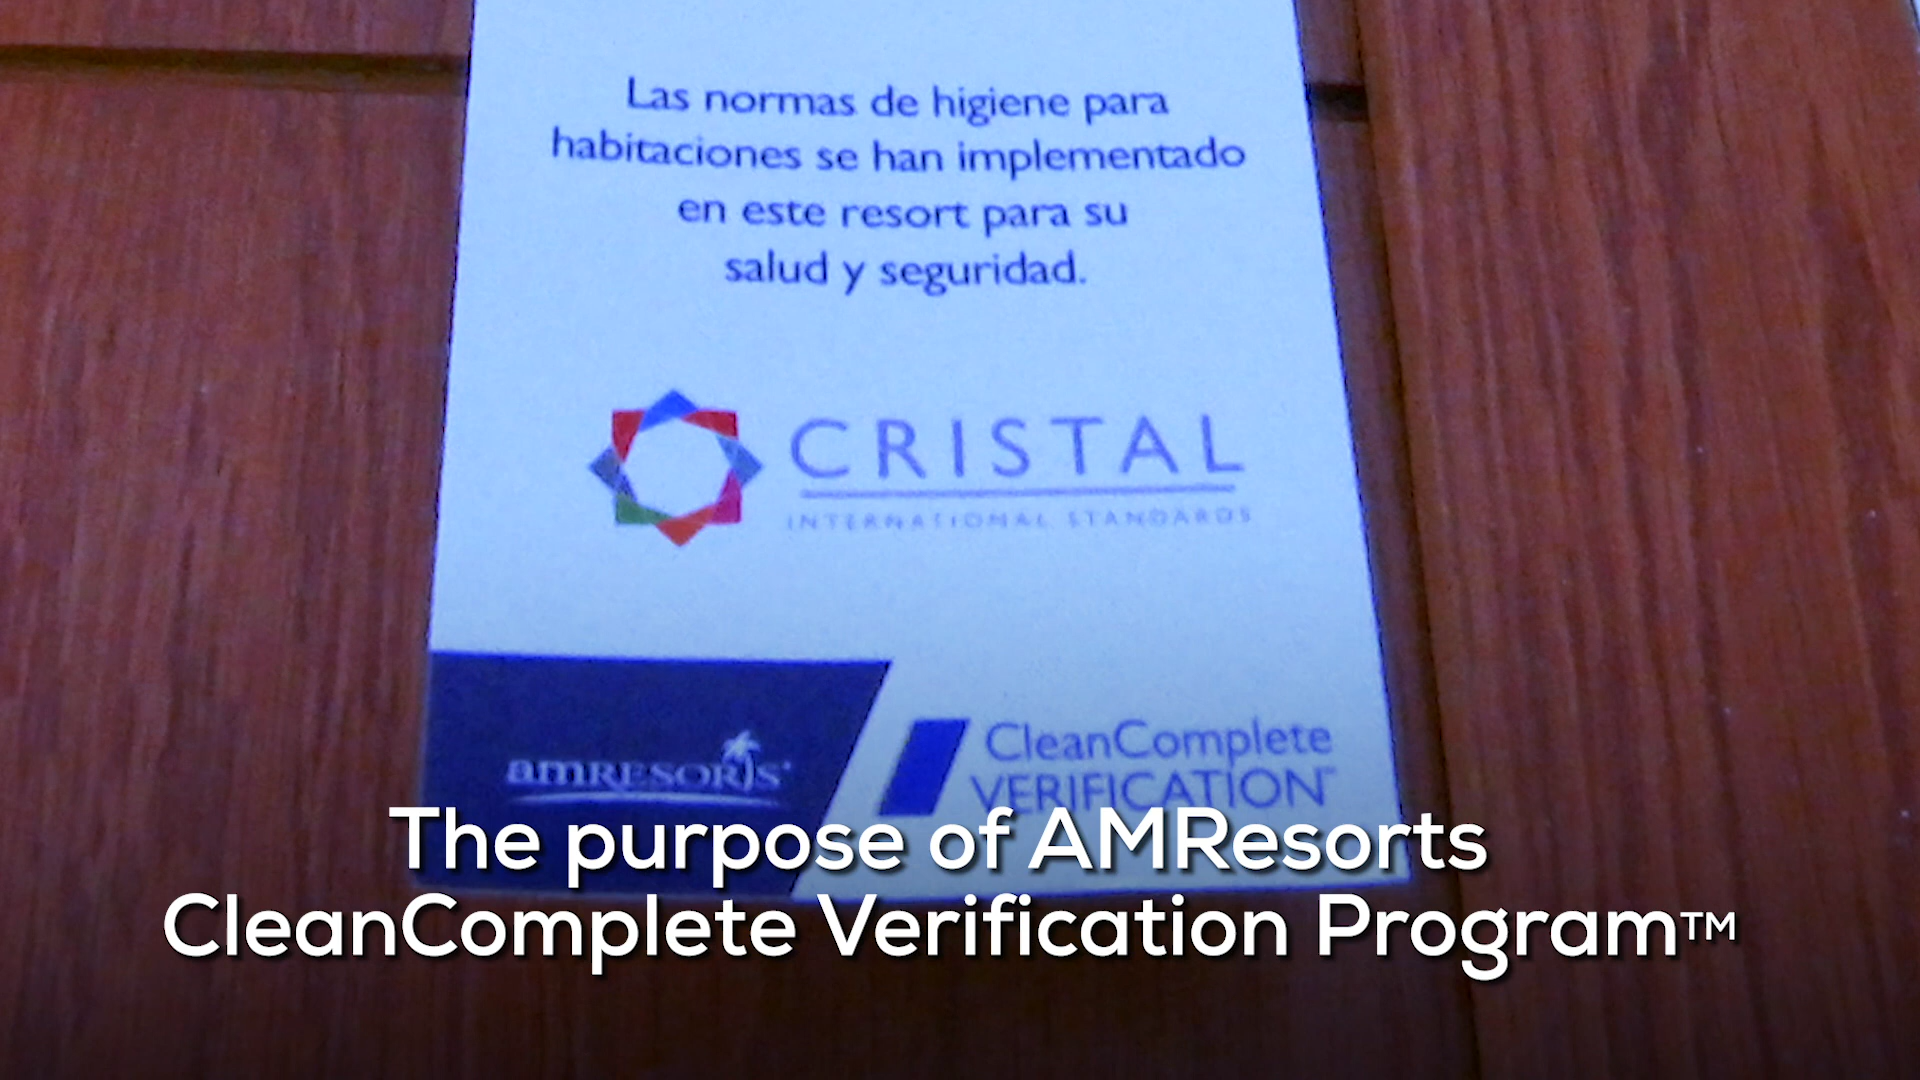 Las normas de higiene para
habitaciones se han implementado
en este resort para su
salud y seguridad.
CRISTAL
INTERNATIONAL STANDARDS
amRESORTS®
CleanComplete
VERIFICATION™
The purpose of AMResorts
CleanComplete Verification Program™